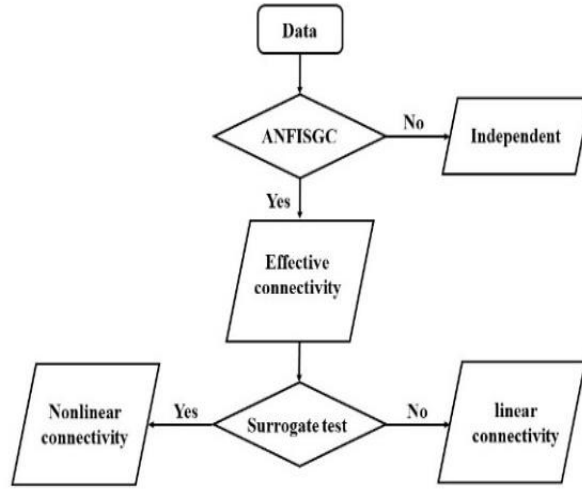 Data
ANFISGC
No
Independent
Yes
Effective
connectivity
Nonlinear
connectivity
Yes
Surrogate test
No
linear
connectivity